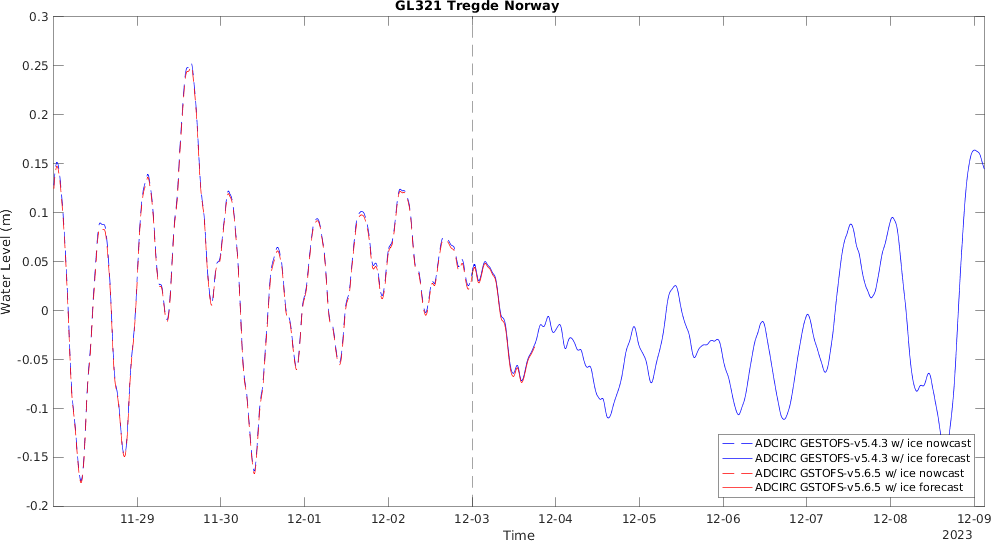 GL321 Tregde Norway
0.3
0.25
0.2
0.15
0.1
0.05
0
-0.05
-0.1
-0.15
-0.2
Water Level (m)
ADCIRC GESTOFS-v5.4.3 w/ ice nowcast
ADCIRC GESTOFS-v5.4.3 w/ ice forecast
ADCIRC GSTOFS-v5.6.5 w/ ice nowcast
ADCIRC GSTOFS-v5.6.5 w/ ice forecast
11-29 11-30 12-01 12-02 12-03 12-04 12-05 12-06 12-07 12-08 12-09
Time
2023